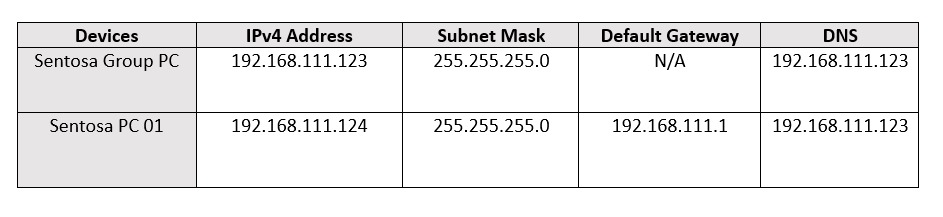 Devices IPv4 Address Subnet Mask Default Gateway DNS
Sentosa Group PC 192.168.111.123 255.255.255.0 N/A 192.168.111.123
Sentosa PC 01 192.168.111.124 255.255.255.0 192.168.111.1 192.168.111.123